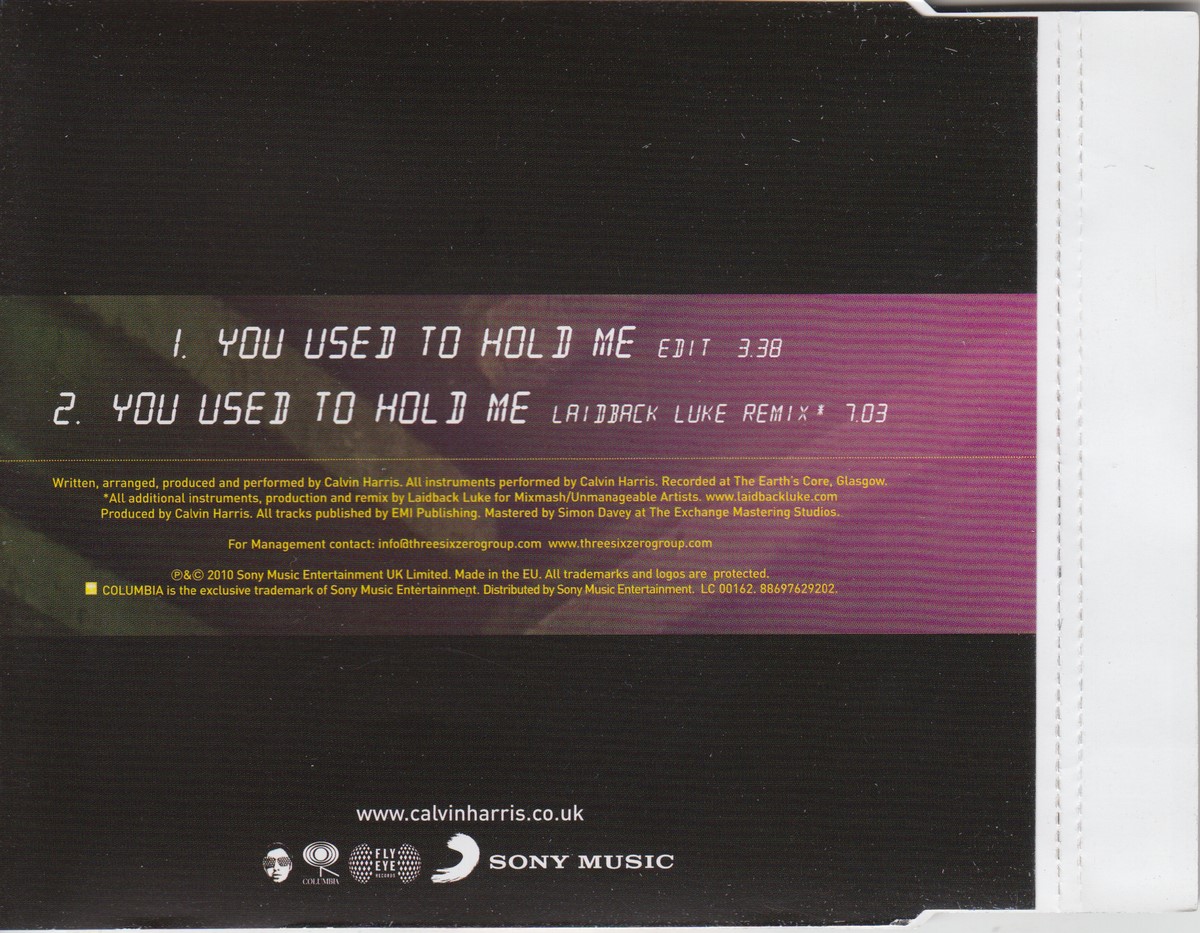 1. YOU USED TO HOLD ME EDIT 3.38
2. YOU USED TO HOLD ME LAIDBACK LUKE REMIX* 7.03
Written, arranged, produced and performed by Calvin Harris. All instruments performed by Calvin Harris. Recorded at The Earth's Core, Glasgow.
*All additional instruments, production and remix by Laidback Luke for Mixmash/Unmanageable Artists. www.laidbackluke.com
Produced by Calvin Harris. All tracks published by EMI Publishing. Mastered by Simon Davey at The Exchange Mastering Studios.
For Management contact: info@threesixzerogroup.com www.threesixzerogroup.com
℗&© 2010 Sony Music Entertainment UK Limited. Made in the EU. All trademarks and logos are protected.
COLUMBIA is the exclusive trademark of Sony Music Entertainment. Distributed by Sony Music Entertainment. LC 00162. 88697629202.
www.calvinharris.co.uk
COLUMBIA
FLY
EYE
RECORDS
SONY MUSIC